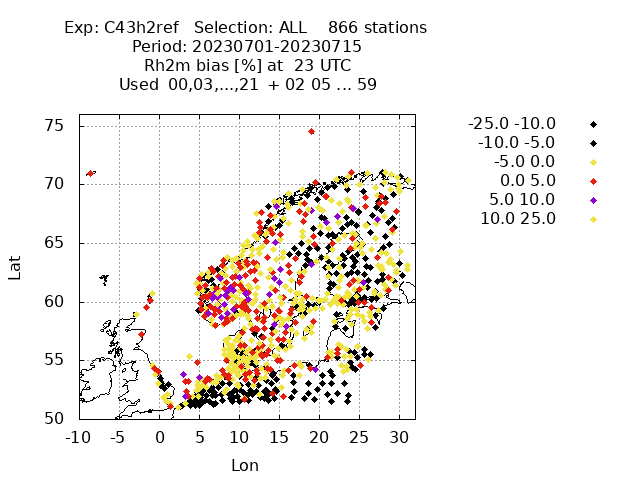 Exp: C43h2ref   Selection: ALL    866 stations
Period: 20230701-20230715
Rh2m bias [%] at  23 UTC
Used  00,03,...,21  + 02 05 ... 59
-25.0 -10.0
-10.0 -5.0
-5.0 0.0
0.0 5.0
5.0 10.0
10.0 25.0
75
70
65
60
55
50
Lat
-10 -5 0 5 10 15 20 25 30
Lon